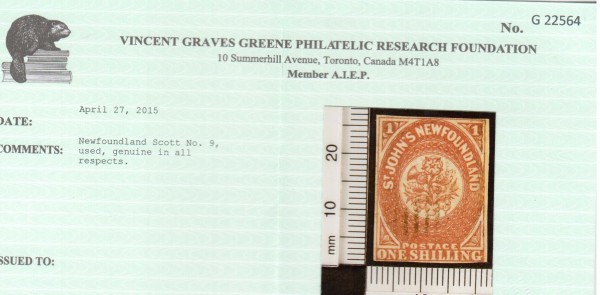 No. G 22564
VINCENT GRAVES GREENE PHILATELIC RESEARCH FOUNDATION
10 Summerhill Avenue, Toronto, Canada M4T1A8
Member A.I.E.P.
April 27, 2015
DATE:
COMMENTS:
Newfoundland Scott No. 9,
used, genuine in all
respects.
ISSUED TO:
20
10
mm
1 1
ST JOHN'S NEWFOUNDLAND
POSTAGE
ONE SHILLING